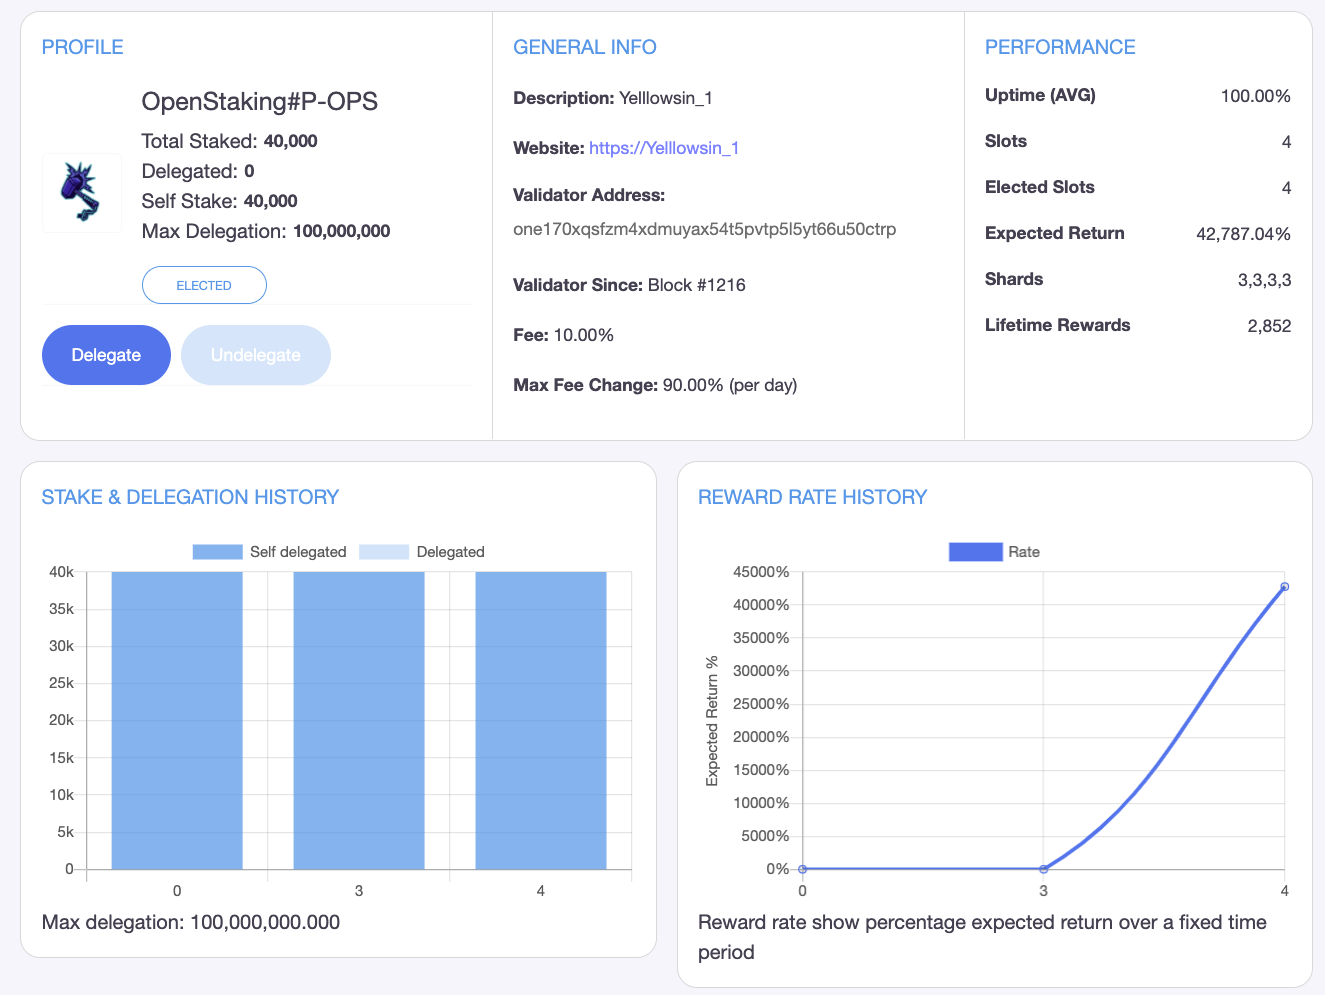 PROFILE
OpenStaking#P-OPS
Total Staked: 40,000
Delegated: 0
Self Stake: 40,000
Max Delegation: 100,000,000
ELECTED
Delegate
Undelegate
GENERAL INFO
Description: Yelllowsin_1
Website: https://Yelllowsin_1
Validator Address:
one170xqsfzm4xdmuyax54t5pvtp5l5yt66u50ctrp
Validator Since: Block #1216
Fee: 10.00%
Max Fee Change: 90.00% (per day)
PERFORMANCE
Uptime (AVG) 100.00%
Slots 4
Elected Slots 4
Expected Return 42,787.04%
Shards 3,3,3,3
Lifetime Rewards 2,852
STAKE & DELEGATION HISTORY
Self delegated Delegated
40k
35k
30k
25k
20k
15k
10k
5k
0
0 3 4
Max delegation: 100,000,000.000
REWARD RATE HISTORY
Rate
Expected Return %
45000%
40000%
35000%
30000%
25000%
20000%
15000%
10000%
5000%
0%
0 3 4
Reward rate show percentage expected return over a fixed time
period